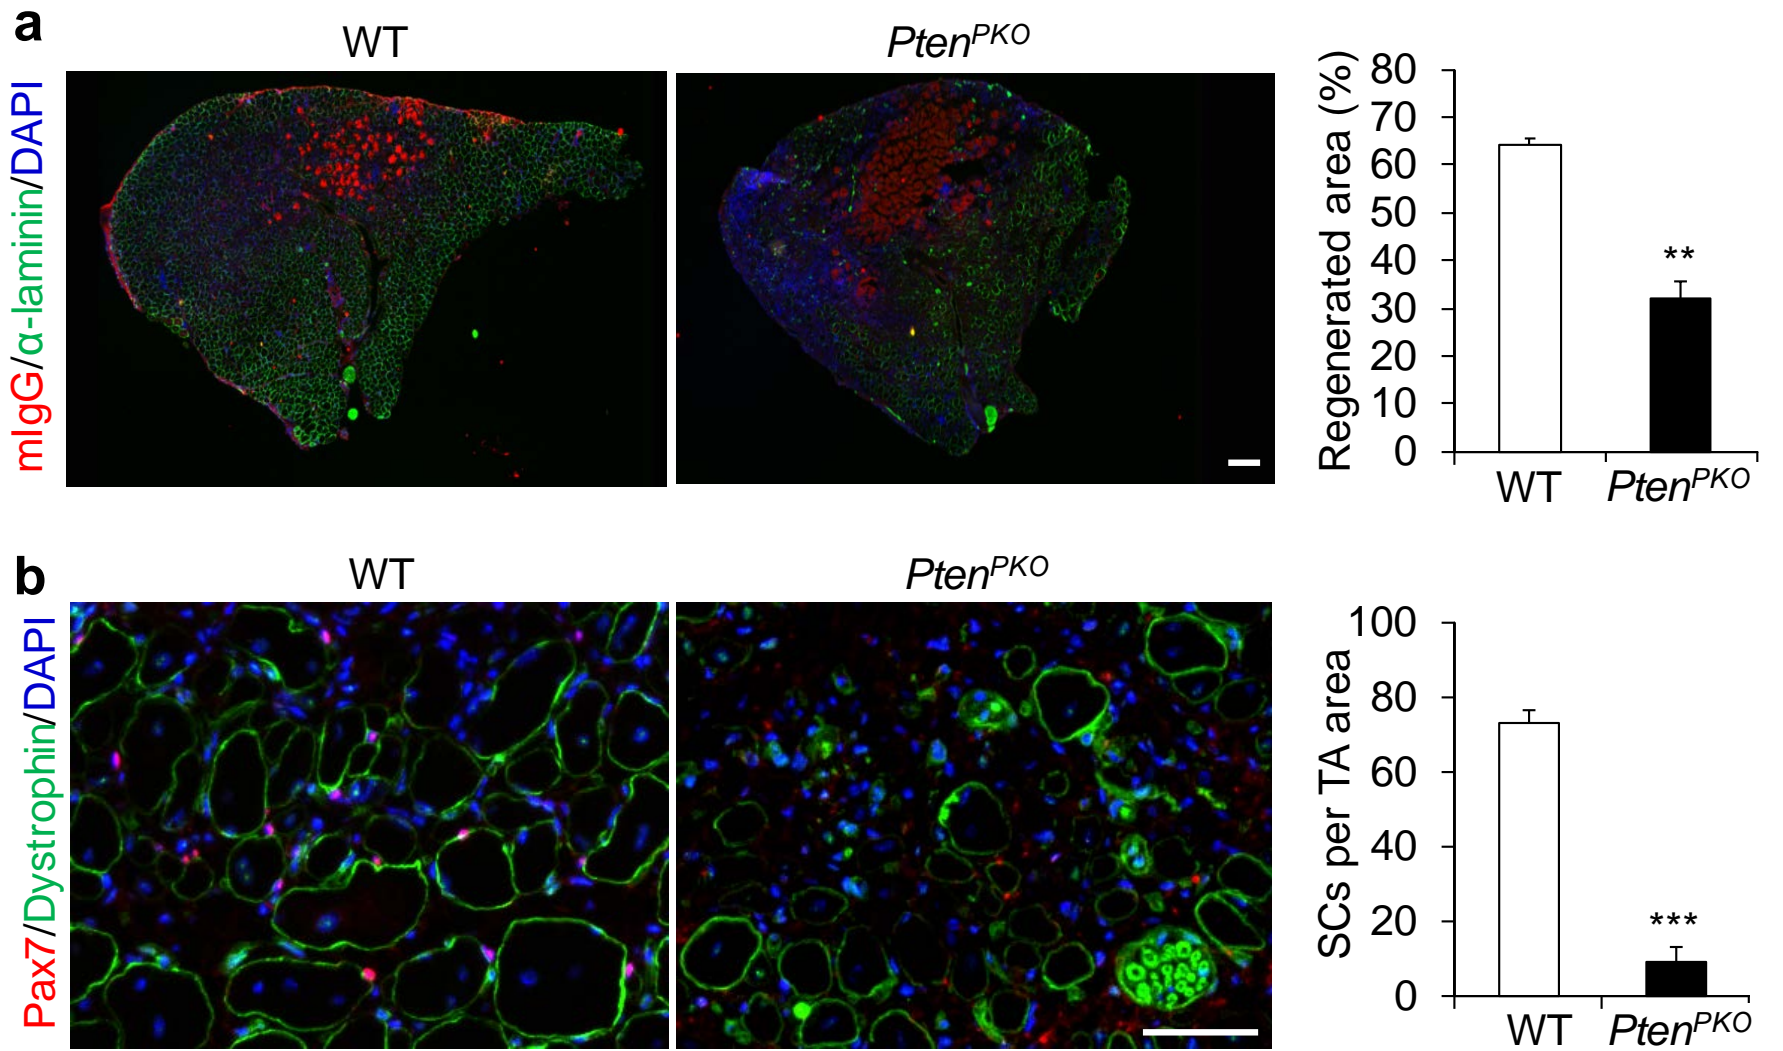 a
WT
Pten^PKO
mIgG/α-laminin/DAPI
Regenerated area (%)
80
70
60
50
40
30
20
10
0
**
WT
Pten^PKO
b
WT
Pten^PKO
Pax7/Dystrophin/DAPI
SCs per TA area
100
80
60
40
20
0
***
WT
Pten^PKO